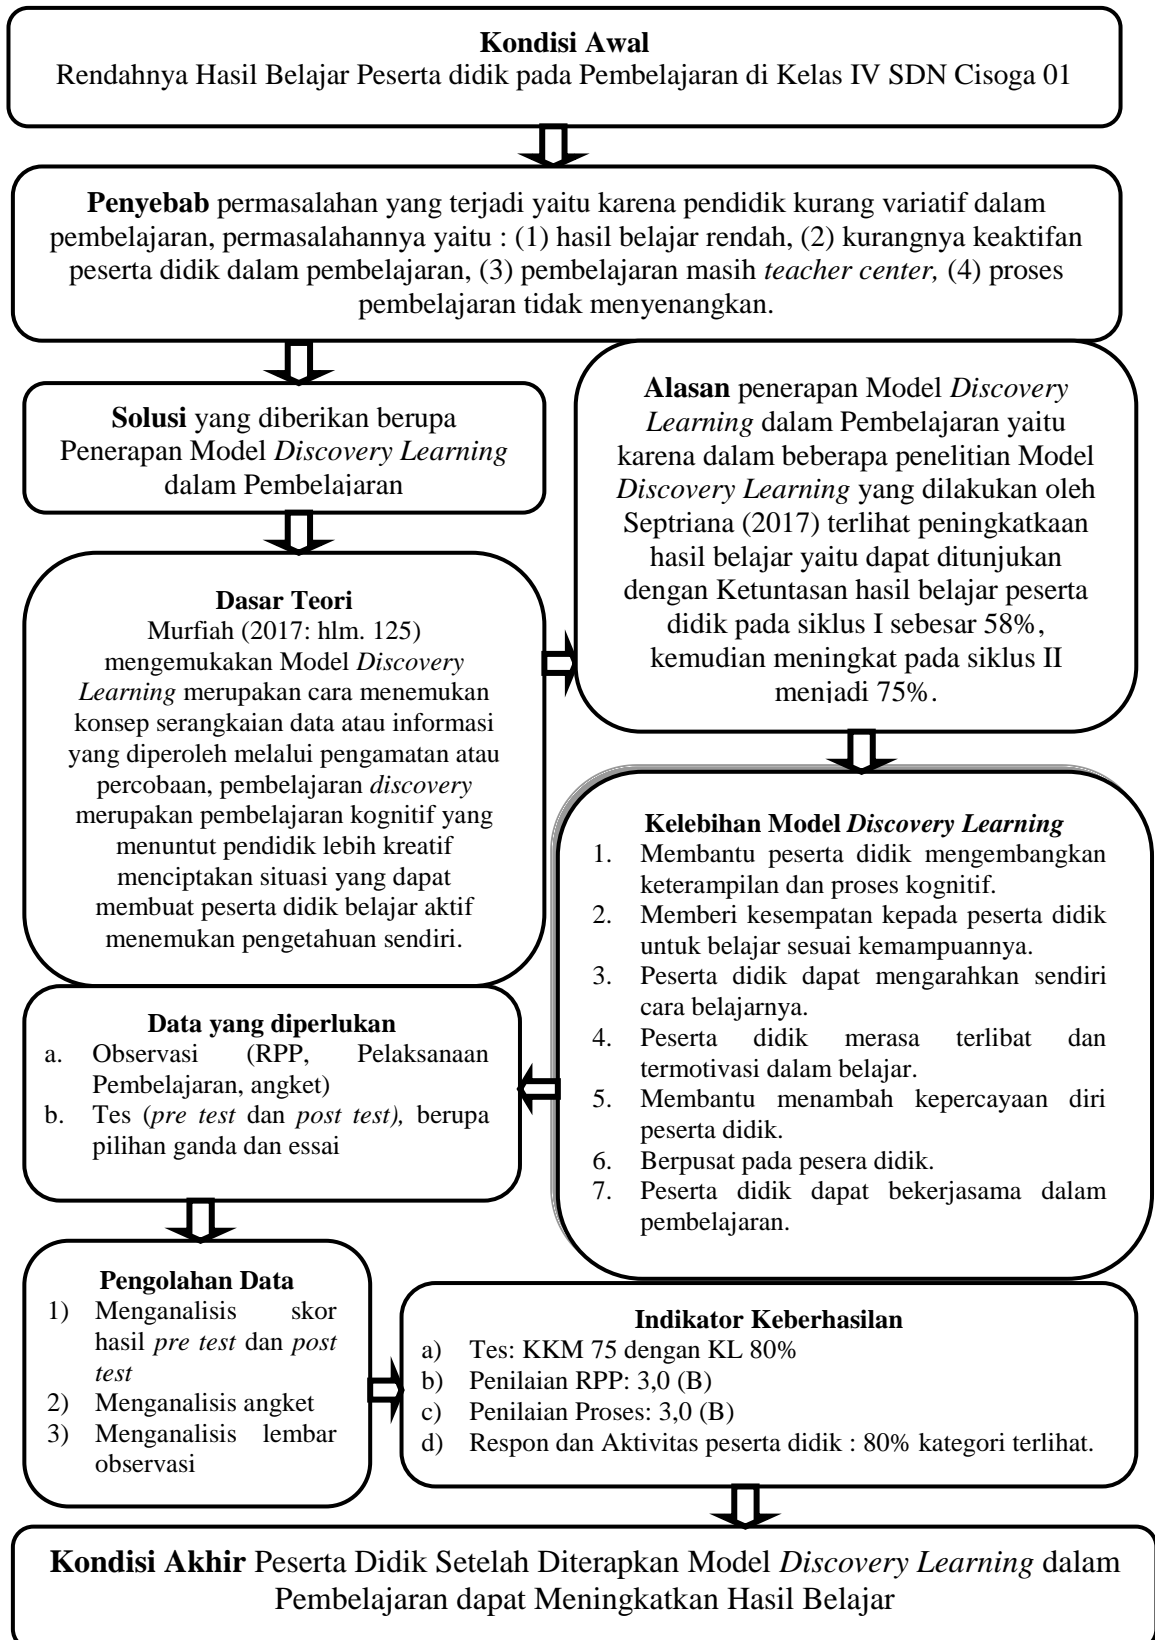 Kondisi Awal
Rendahnya Hasil Belajar Peserta didik pada Pembelajaran di Kelas IV SDN Cisoga 01
Penyebab permasalahan yang terjadi yaitu karena pendidik kurang variatif dalam
pembelajaran, permasalahannya yaitu : (1) hasil belajar rendah, (2) kurangnya keaktifan
peserta didik dalam pembelajaran, (3) pembelajaran masih teacher center, (4) proses
pembelajaran tidak menyenangkan.
Solusi yang diberikan berupa
Penerapan Model Discovery Learning
dalam Pembelajaran
Dasar Teori
Murfiah (2017: hlm. 125)
mengemukakan Model Discovery
Learning merupakan cara menemukan
konsep serangkaian data atau informasi
yang diperoleh melalui pengamatan atau
percobaan, pembelajaran discovery
merupakan pembelajaran kognitif yang
menuntut pendidik lebih kreatif
menciptakan situasi yang dapat
membuat peserta didik belajar aktif
menemukan pengetahuan sendiri.
Alasan penerapan Model Discovery
Learning dalam Pembelajaran yaitu
karena dalam beberapa penelitian Model
Discovery Learning yang dilakukan oleh
Septriana (2017) terlihat peningkatkaan
hasil belajar yaitu dapat ditunjukan
dengan Ketuntasan hasil belajar peserta
didik pada siklus I sebesar 58%,
kemudian meningkat pada siklus II
menjadi 75%.
Kelebihan Model Discovery Learning
1. Membantu peserta didik mengembangkan
keterampilan dan proses kognitif.
2. Memberi kesempatan kepada peserta didik
untuk belajar sesuai kemampuannya.
3. Peserta didik dapat mengarahkan sendiri
cara belajarnya.
4. Peserta didik merasa terlibat dan
termotivasi dalam belajar.
5. Membantu menambah kepercayaan diri
peserta didik.
6. Berpusat pada pesera didik.
7. Peserta didik dapat bekerjasama dalam
pembelajaran.
Data yang diperlukan
a. Observasi (RPP, Pelaksanaan
Pembelajaran, angket)
b. Tes (pre test dan post test), berupa
pilihan ganda dan essai
Pengolahan Data
1) Menganalisis skor
hasil pre test dan post
test
2) Menganalisis angket
3) Menganalisis lembar
observasi
Indikator Keberhasilan
a) Tes: KKM 75 dengan KL 80%
b) Penilaian RPP: 3,0 (B)
c) Penilaian Proses: 3,0 (B)
d) Respon dan Aktivitas peserta didik : 80% kategori terlihat.
Kondisi Akhir Peserta Didik Setelah Diterapkan Model Discovery Learning dalam
Pembelajaran dapat Meningkatkan Hasil Belajar